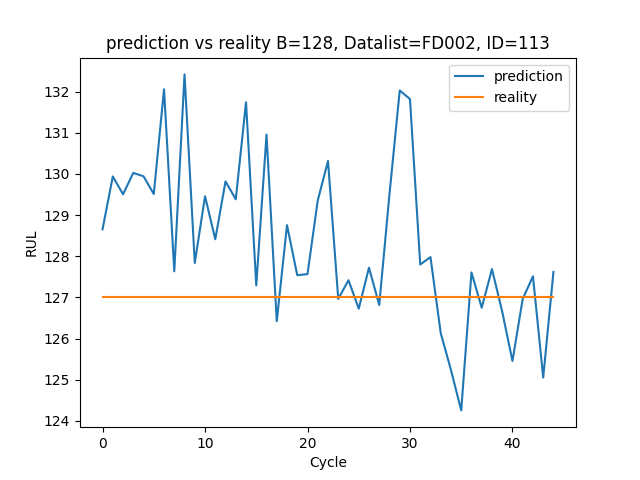 prediction vs reality B=128, Datalist=FD002, ID=113
prediction
reality
132
131
130
129
128
127
126
125
124
RUL
0
10
20
30
40
Cycle